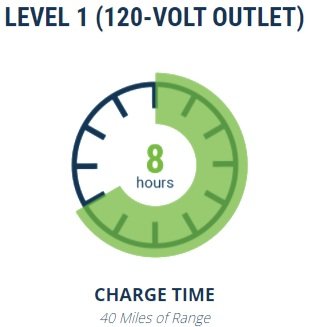 LEVEL 1 (120-VOLT OUTLET)
8
hours
CHARGE TIME
40 Miles of Range